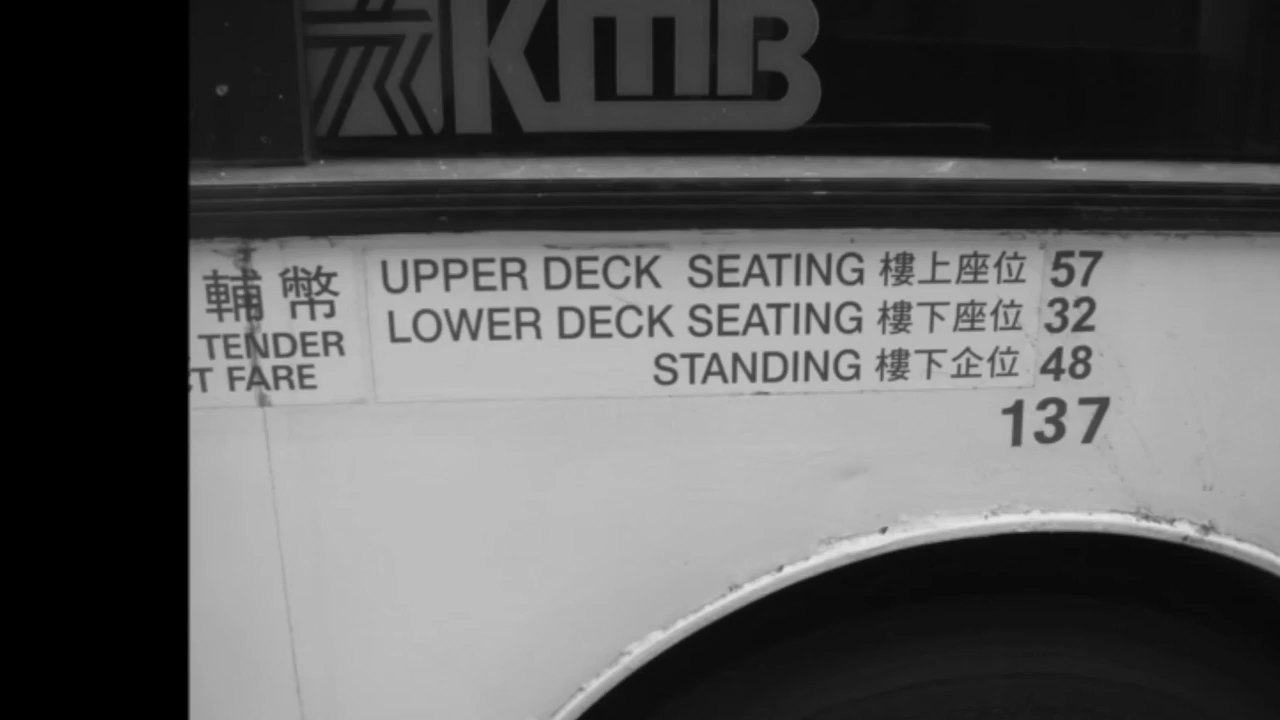 KMB
輔幣
TENDER
T FARE
UPPER DECK SEATING 樓上座位 57
LOWER DECK SEATING 樓下座位 32
STANDING 樓下企位 48
137